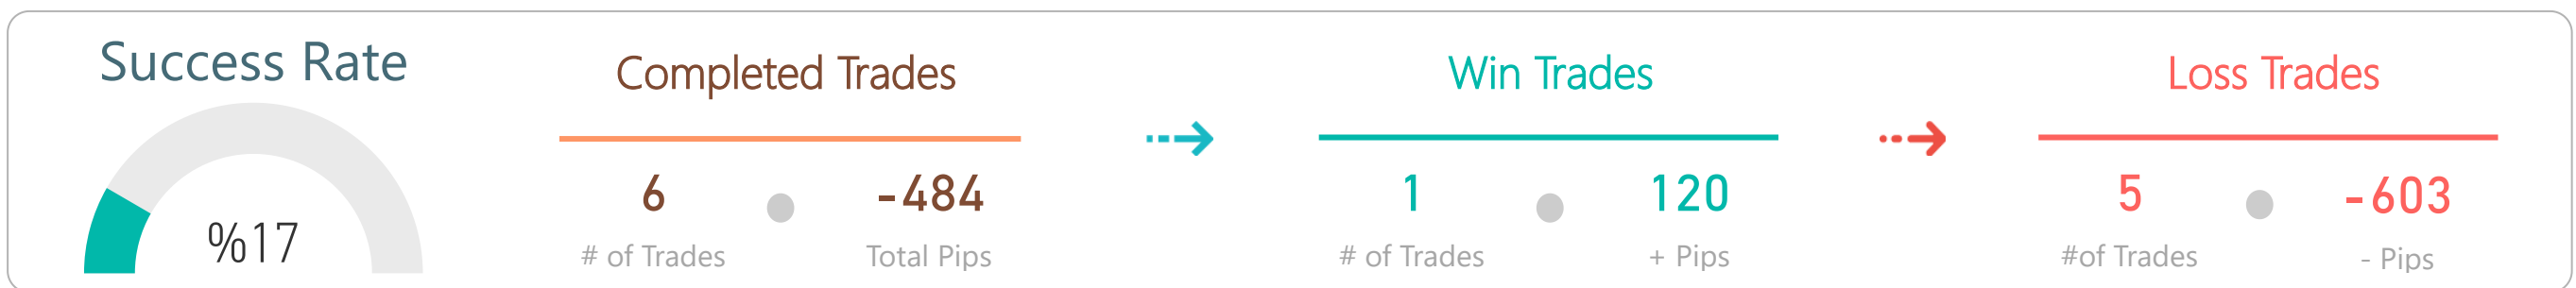 Success Rate
%17
Completed Trades
6 -484
# of Trades Total Pips
Win Trades
1 120
# of Trades + Pips
Loss Trades
5 -603
#of Trades - Pips